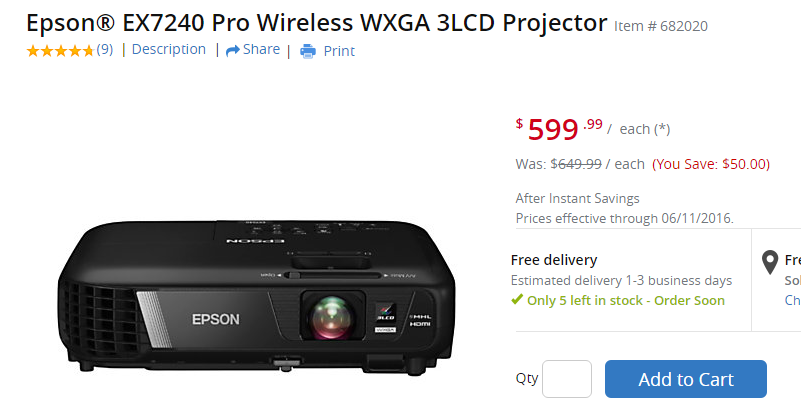 Epson® EX7240 Pro Wireless WXGA 3LCD Projector Item # 682020
(9) | Description | Share | Print
$599.99 / each (*)
Was: $649.99 / each (You Save: $50.00)
After Instant Savings
Prices effective through 06/11/2016.
Free delivery
Estimated delivery 1-3 business days
Only 5 left in stock - Order Soon
Fre
Sol
Ch
EPSON
EPSON
3LCD
WXGA
MHL
HDMI
Qty
Add to Cart